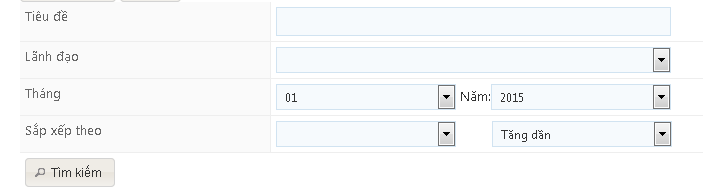 Tiêu đề
Lãnh đạo
Tháng 01 Năm: 2015
Sắp xếp theo Tăng dần
Tìm kiếm